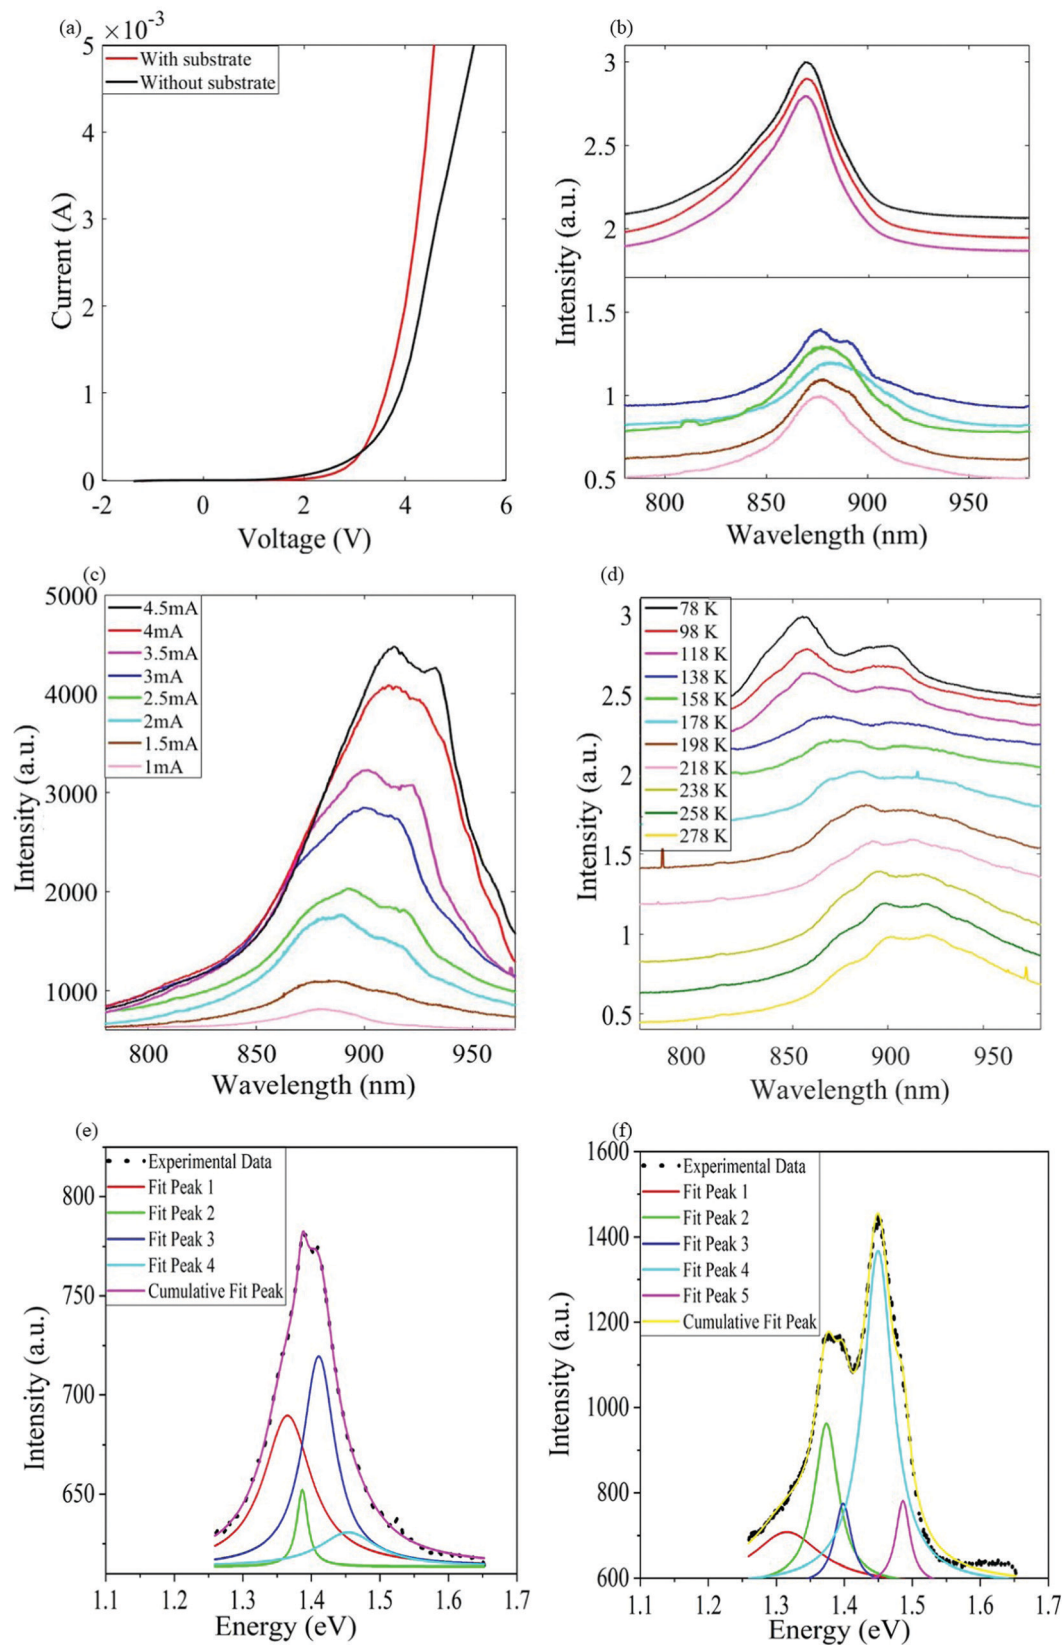 (a)
×10⁻³
5
4
3
2
1
0
-2
0
2
4
6
Current (A)
Voltage (V)
With substrate
Without substrate
(b)
3
2.5
2
1.5
1
0.5
800
850
900
950
Intensity (a.u.)
Wavelength (nm)
(c)
5000
4000
3000
2000
1000
800
850
900
950
Intensity (a.u.)
Wavelength (nm)
4.5mA
4mA
3.5mA
3mA
2.5mA
2mA
1.5mA
1mA
(d)
3
2.5
2
1.5
1
0.5
800
850
900
950
Intensity (a.u.)
Wavelength (nm)
78 K
98 K
118 K
138 K
158 K
178 K
198 K
218 K
238 K
258 K
278 K
(e)
800
750
700
650
1.1
1.2
1.3
1.4
1.5
1.6
1.7
Intensity (a.u.)
Energy (eV)
Experimental Data
Fit Peak 1
Fit Peak 2
Fit Peak 3
Fit Peak 4
Cumulative Fit Peak
(f)
1600
1400
1200
1000
800
600
1.1
1.2
1.3
1.4
1.5
1.6
1.7
Intensity (a.u.)
Energy (eV)
Experimental Data
Fit Peak 1
Fit Peak 2
Fit Peak 3
Fit Peak 4
Fit Peak 5
Cumulative Fit Peak